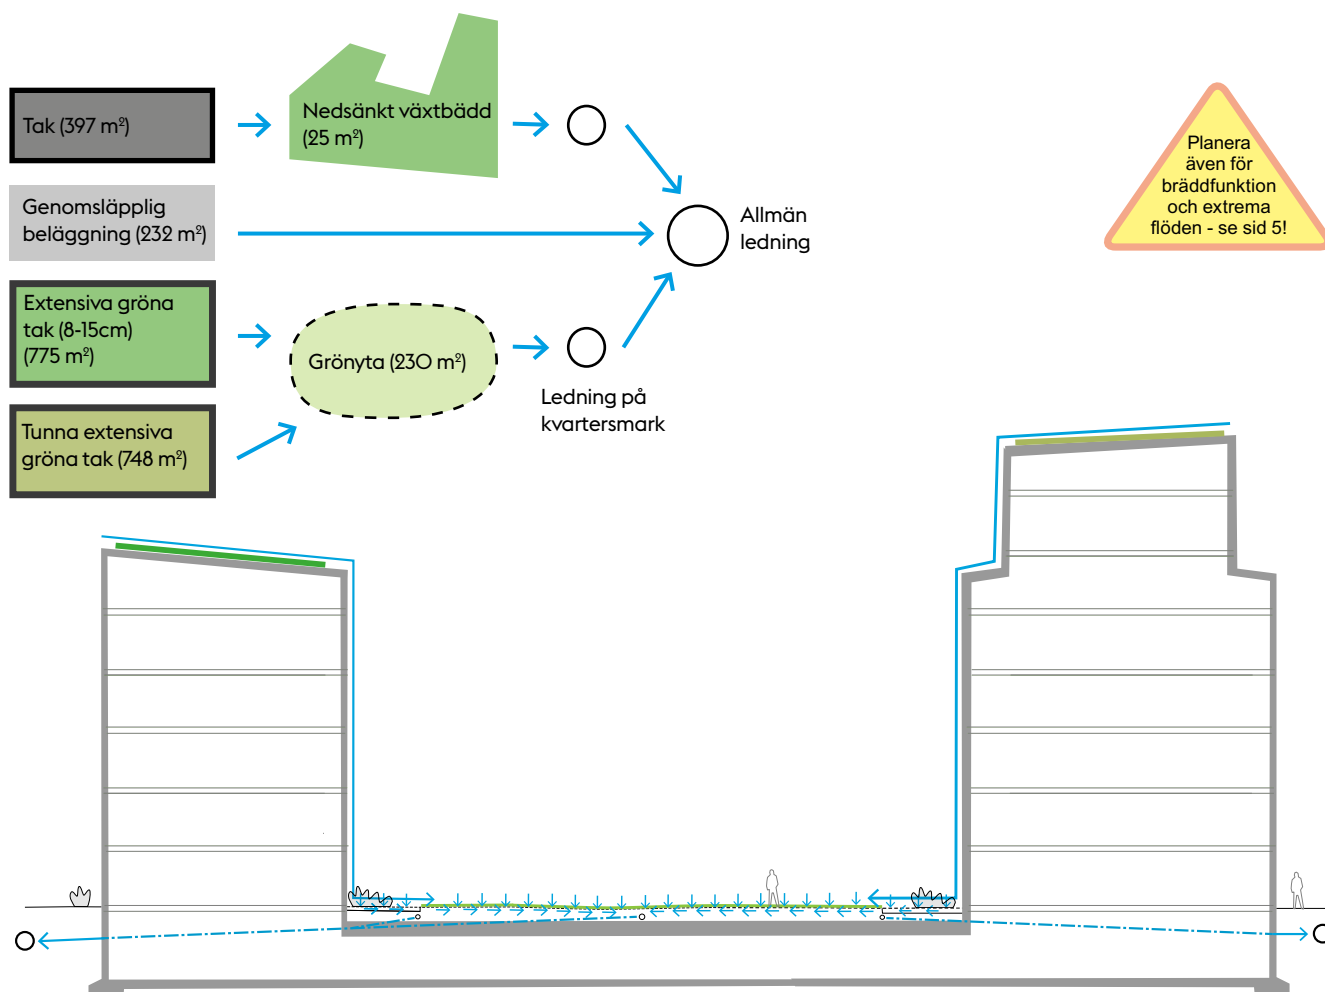 Tak (397 m²)
Nedsänkt växtbädd
(25 m²)
Genomsläpplig
beläggning (232 m²)
Allmän
ledning
Extensiva gröna
tak (8-15cm)
(775 m²)
Grönyta (230 m²)
Ledning på
kvartersmark
Tunna extensiva
gröna tak (748 m²)
Planera
även för
bräddfunktion
och extrema
flöden - se sid 5!